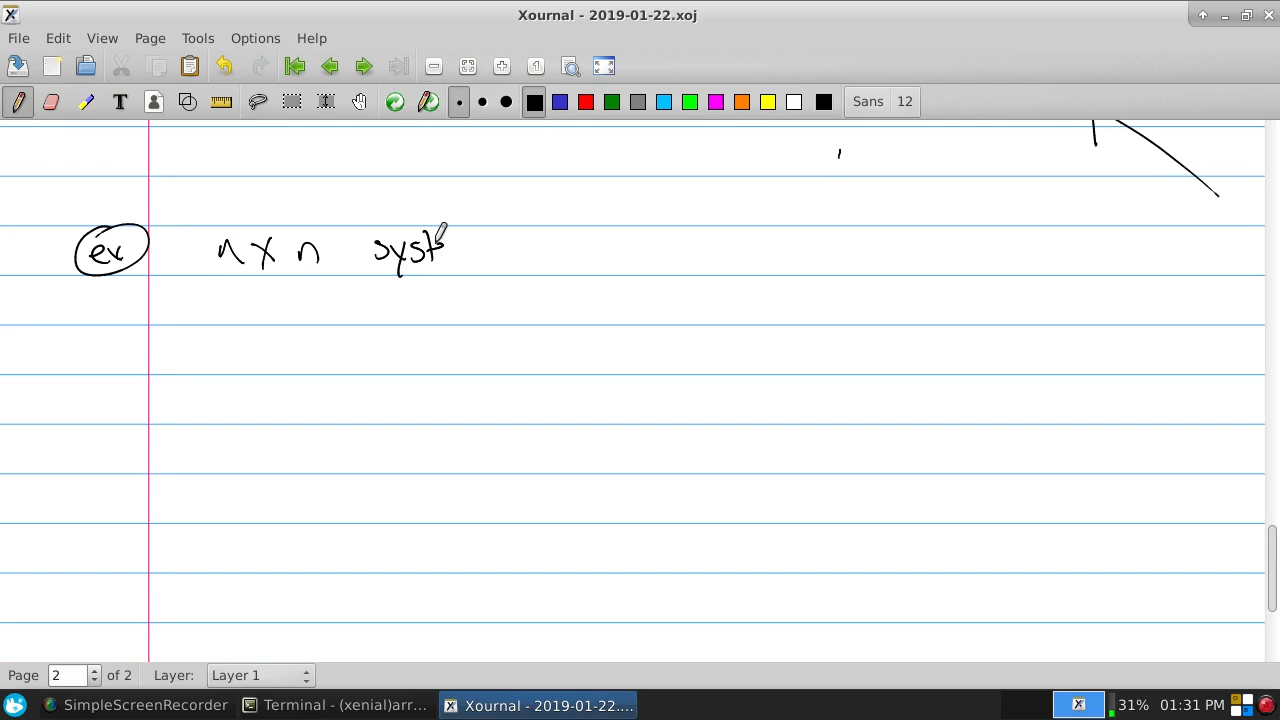 Xournal - 2019-01-22.xoj
File Edit View Page Tools Options Help
Sans 12
ex n x n syst
Page 2 of 2 Layer: Layer 1
SimpleScreenRecorder Terminal - (xenial)arr... Xournal - 2019-01-22.... 31% 01:31 PM